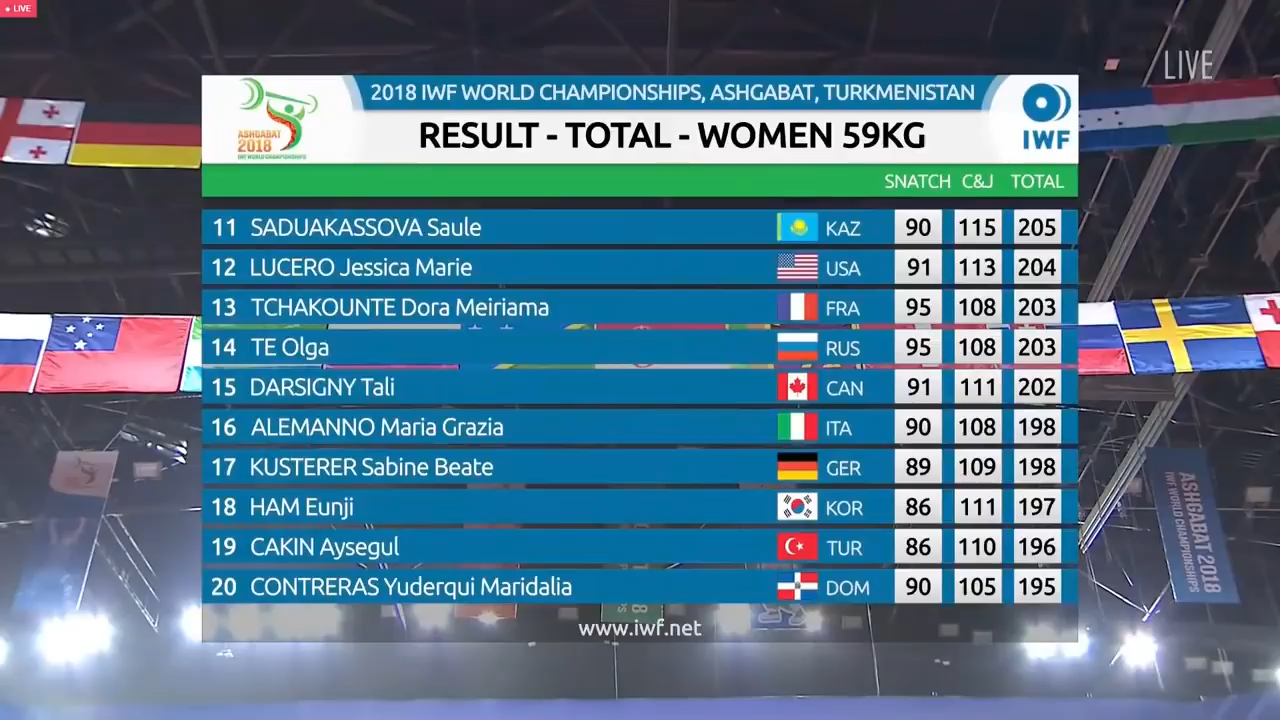 LIVE
LIVE
ASHGABAT
2018
IWF WORLD CHAMPIONSHIPS
2018 IWF WORLD CHAMPIONSHIPS, ASHGABAT, TURKMENISTAN
RESULT - TOTAL - WOMEN 59KG
IWF
SNATCH C&J TOTAL
11 SADUAKASSOVA Saule KAZ 90 115 205
12 LUCERO Jessica Marie USA 91 113 204
13 TCHAKOUNTE Dora Meiriama FRA 95 108 203
14 TE Olga RUS 95 108 203
15 DARSIGNY Tali CAN 91 111 202
16 ALEMANNO Maria Grazia ITA 90 108 198
17 KUSTERER Sabine Beate GER 89 109 198
18 HAM Eunji KOR 86 111 197
19 CAKIN Aysegul TUR 86 110 196
20 CONTRERAS Yuderqui Maridalia DOM 90 105 195
www.iwf.net
ASHGABAT 2018
IWF WORLD CHAMPIONSHIPS